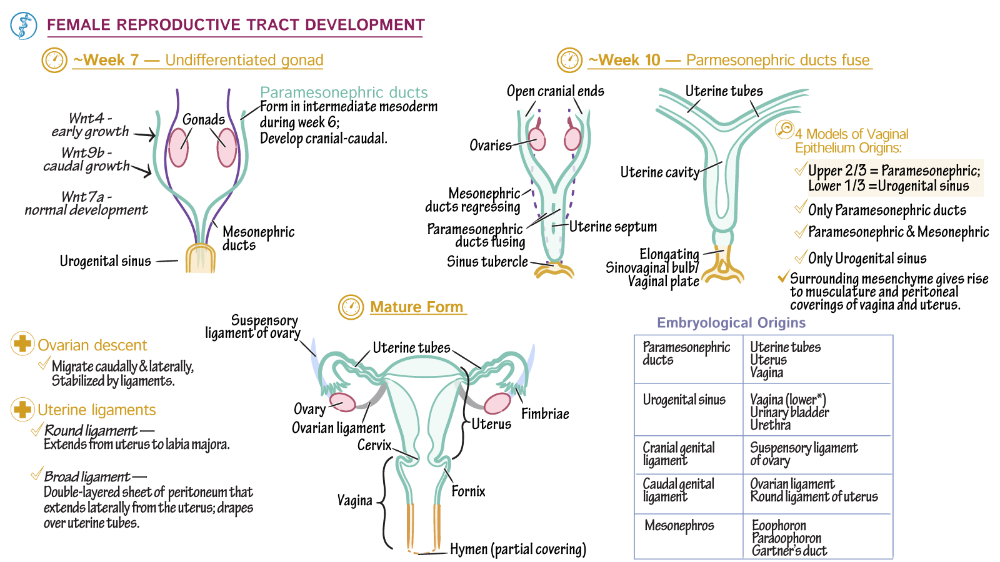 FEMALE REPRODUCTIVE TRACT DEVELOPMENT
~Week 7 — Undifferentiated gonad
Paramesonephric ducts
Form in intermediate mesoderm
during week 6;
Develop cranial-caudal.
Wnt4 -
early growth
Gonads
Wnt9b -
caudal growth
Wnt7a -
normal development
Mesonephric
ducts
Urogenital sinus
~Week 10 — Parmesonephric ducts fuse
Open cranial ends
Ovaries
Mesonephric
ducts regressing
Paramesonephric
ducts fusing
Uterine septum
Sinus tubercle
Uterine tubes
Uterine cavity
Elongating
Sinovaginal bulb/
Vaginal plate
4 Models of Vaginal
Epithelium Origins:
Upper 2/3 = Paramesonephric;
Lower 1/3 =Urogenital sinus
Only Paramesonephric ducts
Paramesonephric & Mesonephric
Only Urogenital sinus
Surrounding mesenchyme gives rise
to musculature and peritoneal
coverings of vagina and uterus.
Mature Form
Ovarian descent
Migrate caudally & laterally,
Stabilized by ligaments.
Uterine ligaments
Round ligament —
Extends from uterus to labia majora.
Broad ligament —
Double-layered sheet of peritoneum that
extends laterally from the uterus; drapes
over uterine tubes.
Suspensory
ligament of ovary
Uterine tubes
Ovary
Ovarian ligament
Fimbriae
Uterus
Cervix
Fornix
Vagina
Hymen (partial covering)
Embryological Origins
Paramesonephric
ducts
Uterine tubes
Uterus
Vagina
Urogenital sinus
Vagina (lower*)
Urinary bladder
Urethra
Cranial genital
ligament
Suspensory ligament
of ovary
Caudal genital
ligament
Ovarian ligament
Round ligament of uterus
Mesonephros
Eoophoron
Paraoophoron
Gartner's duct